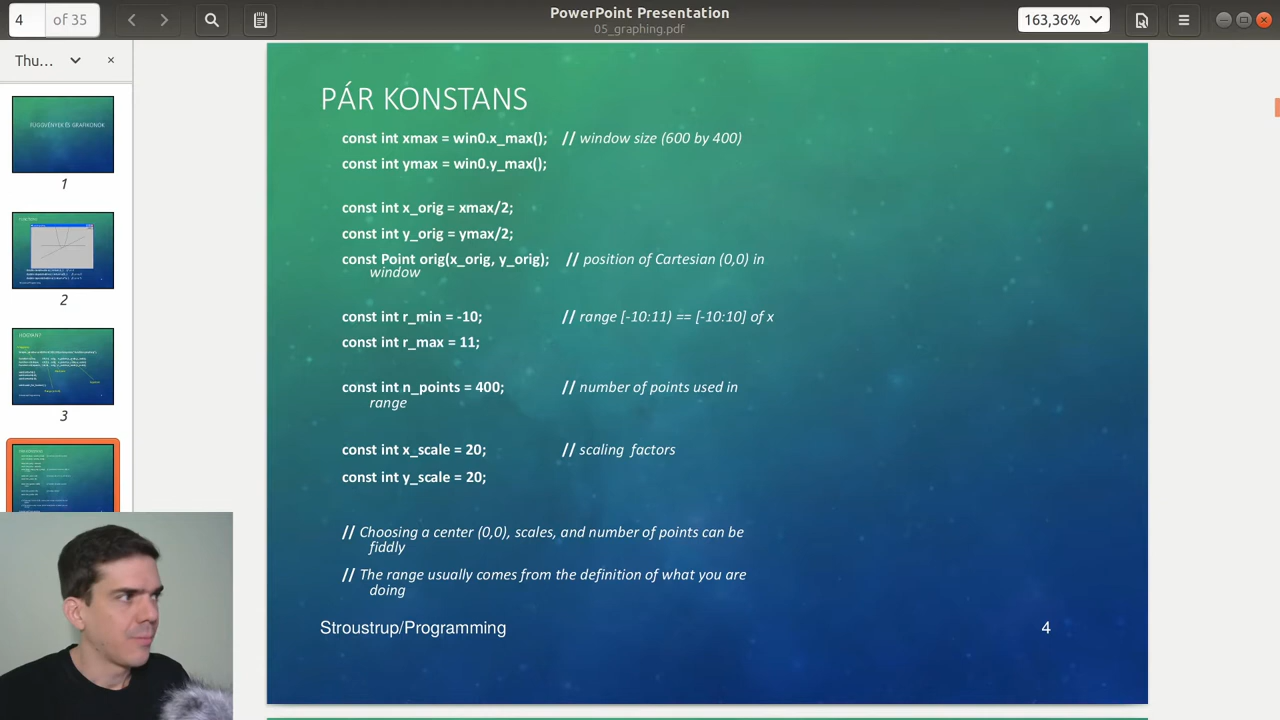 4
of 35
PowerPoint Presentation
05_graphing.pdf
163,36%
Thu...
FÜGGVÉNYEK ÉS GRAFIKONOK
1
2
3
PÁR KONSTANS
const int xmax = win0.x_max(); // window size (600 by 400)
const int ymax = win0.y_max();
const int x_orig = xmax/2;
const int y_orig = ymax/2;
const Point orig(x_orig, y_orig); // position of Cartesian (0,0) in
window
const int r_min = -10; // range [-10:11) == [-10:10] of x
const int r_max = 11;
const int n_points = 400; // number of points used in
range
const int x_scale = 20; // scaling factors
const int y_scale = 20;
// Choosing a center (0,0), scales, and number of points can be
fiddly
// The range usually comes from the definition of what you are
doing
Stroustrup/Programming
4